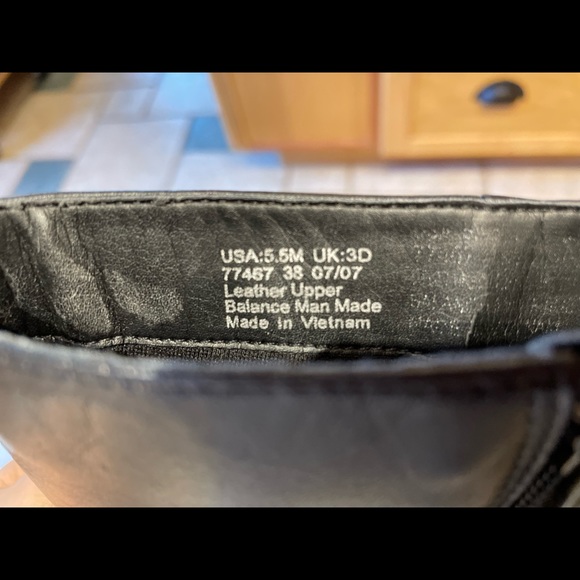 USA:5.5M UK:3D
77467 38 07/07
Leather Upper
Balance Man Made
Made In Vietnam